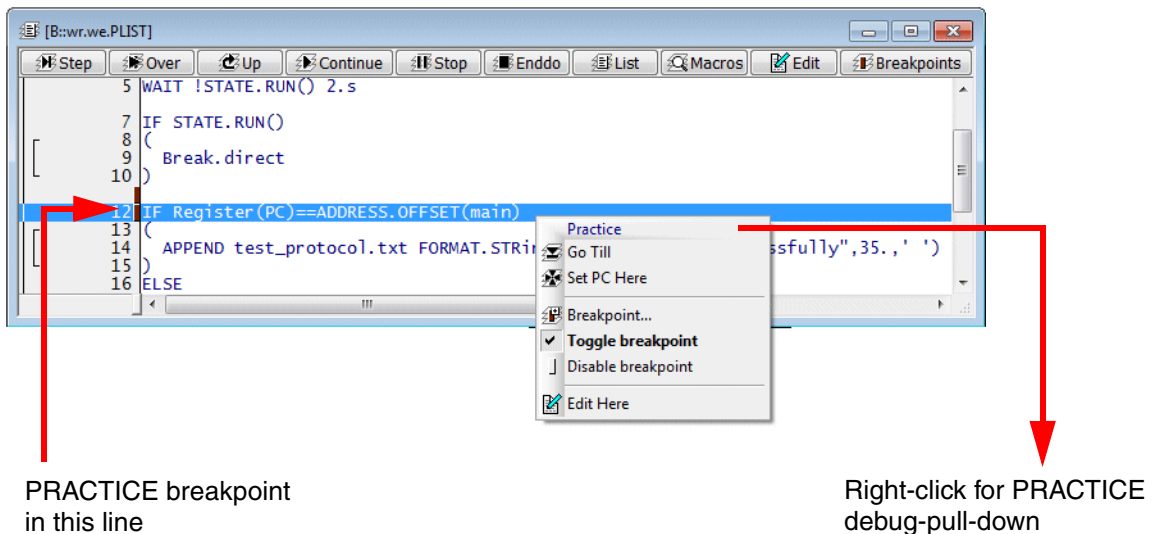 [B::wr.we.PLIST]
Step Over Up Continue Stop Enddo List Macros Edit Breakpoints
5 WAIT !STATE.RUN() 2.s
7 IF STATE.RUN()
8 (
9 Break.direct
10 )
12 IF Register(PC)==ADDRESS.OFFSET(main)
13 (
14 APPEND test_protocol.txt FORMAT.STRin ssfully",35.,' ')
15 )
16 ELSE
Practice
Go Till
Set PC Here
Breakpoint...
Toggle breakpoint
Disable breakpoint
Edit Here
PRACTICE breakpoint
in this line
Right-click for PRACTICE
debug-pull-down